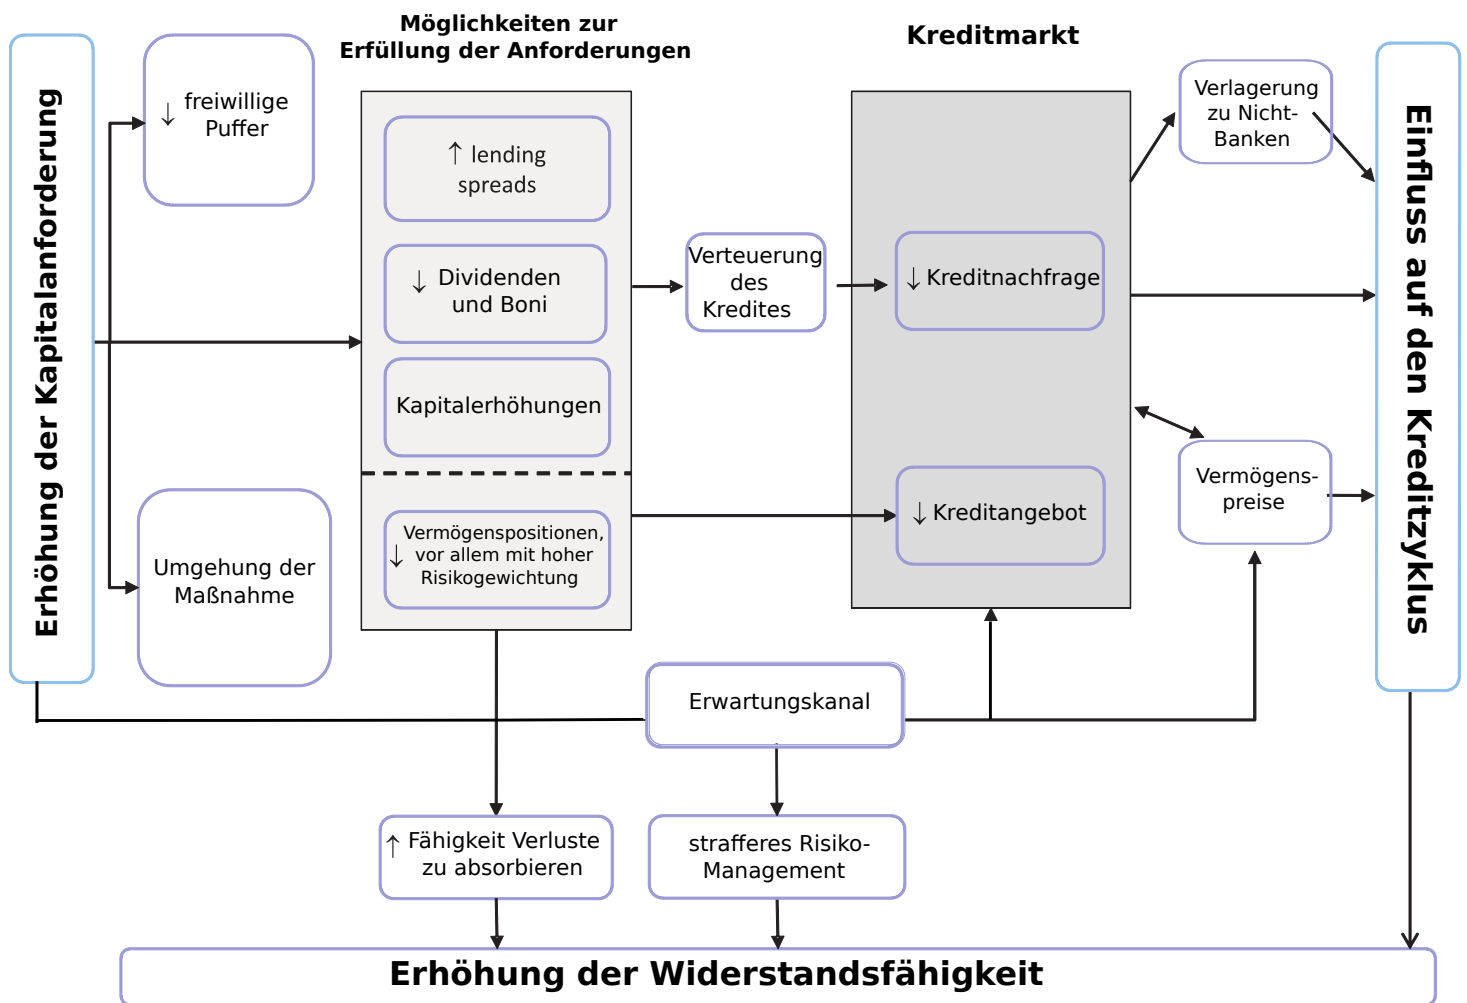 Erhöhung der Kapitalanforderung
↓ freiwillige
Puffer
Umgehung der
Maßnahme
Möglichkeiten zur
Erfüllung der Anforderungen
↑ lending
spreads
↓ Dividenden
und Boni
Kapitalerhöhungen
↓ Vermögenspositionen,
vor allem mit hoher
Risikogewichtung
Verteuerung
des
Kredites
Kreditmarkt
↓ Kreditnachfrage
↓ Kreditangebot
Verlagerung
zu Nicht-
Banken
Vermögens-
preise
Einfluss auf den Kreditzyklus
Erwartungskanal
↑ Fähigkeit Verluste
zu absorbieren
strafferes Risiko-
Management
Erhöhung der Widerstandsfähigkeit